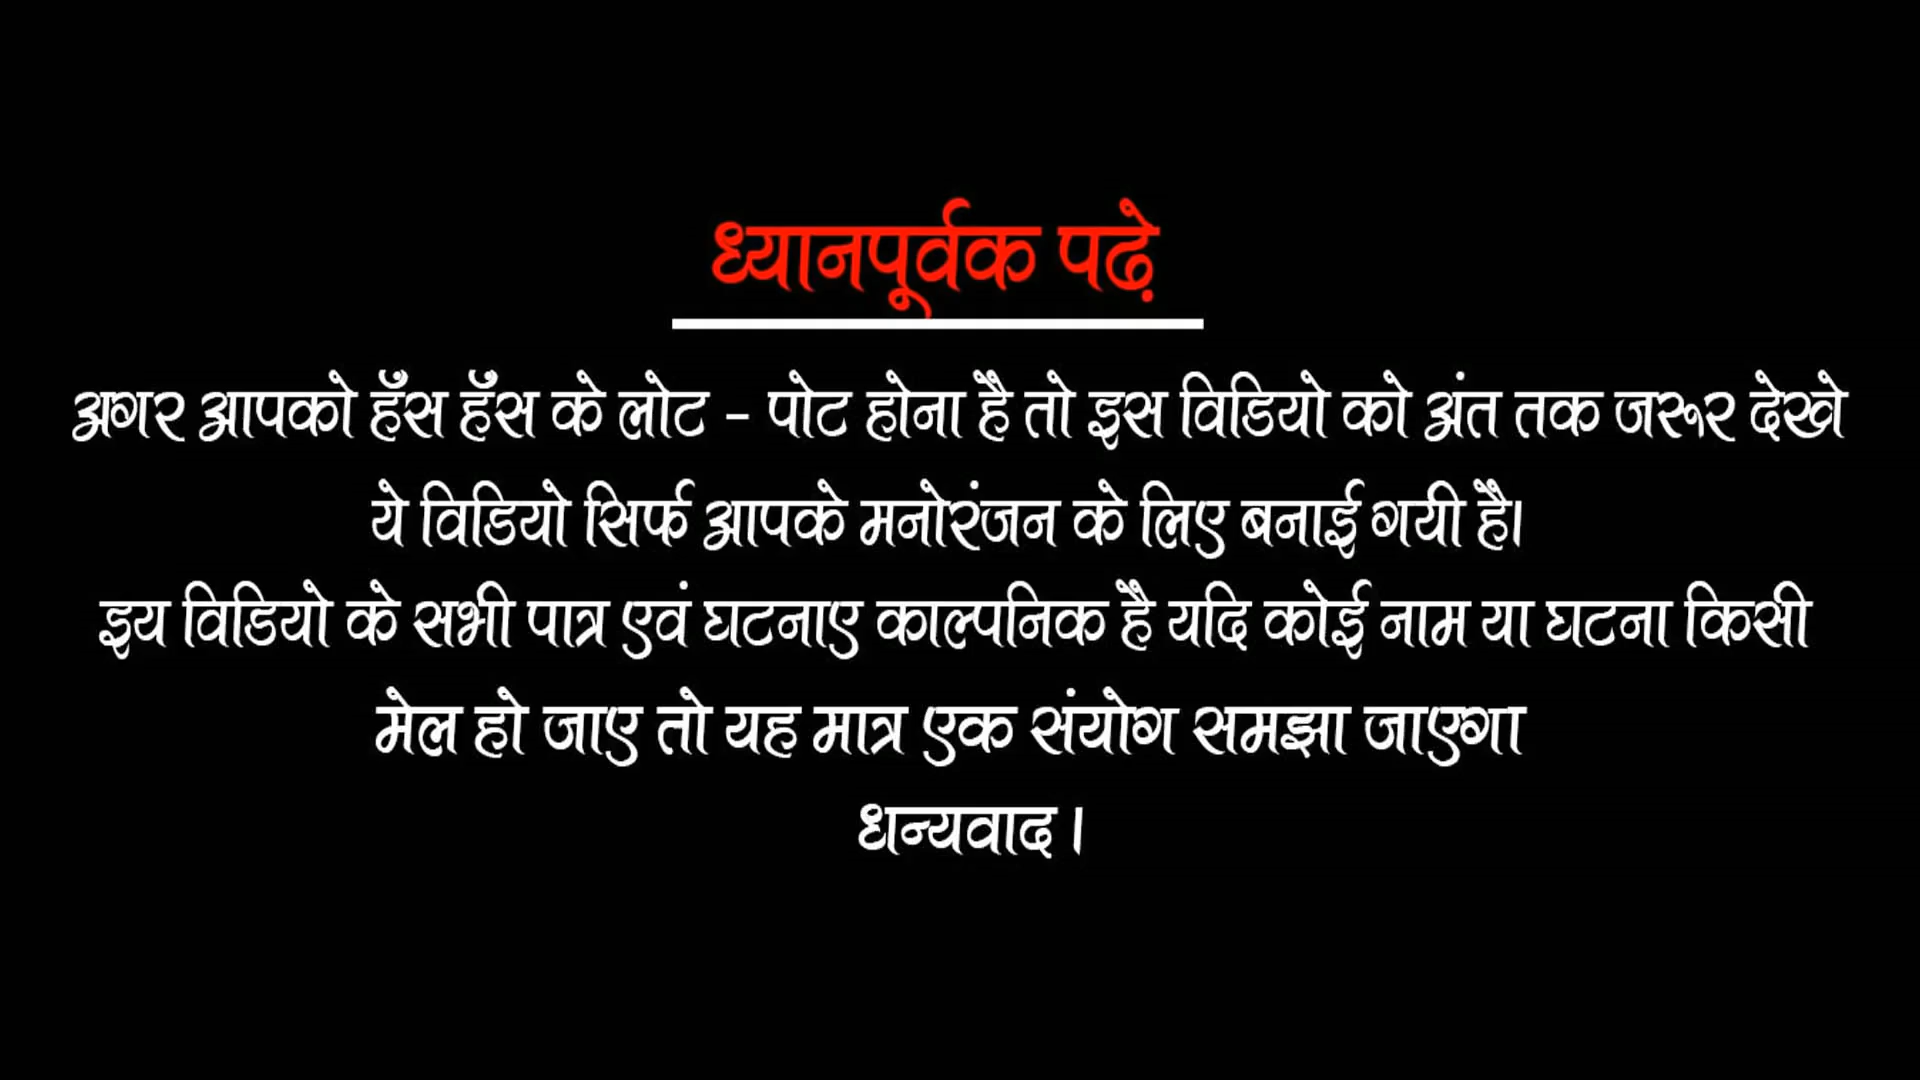 ध्यानपूर्वक पढ़े
अगर आपको हँस हँस के लोट - पोट होना है तो इस विडियो को अंत तक जरूर देखे
ये विडियो सिर्फ आपके मनोरंजन के लिए बनाई गयी है।
इय विडियो के सभी पात्र एवं घटनाए काल्पनिक है यदि कोई नाम या घटना किसी
मेल हो जाए तो यह मात्र एक संयोग समझा जाएगा
धन्यवाद ।